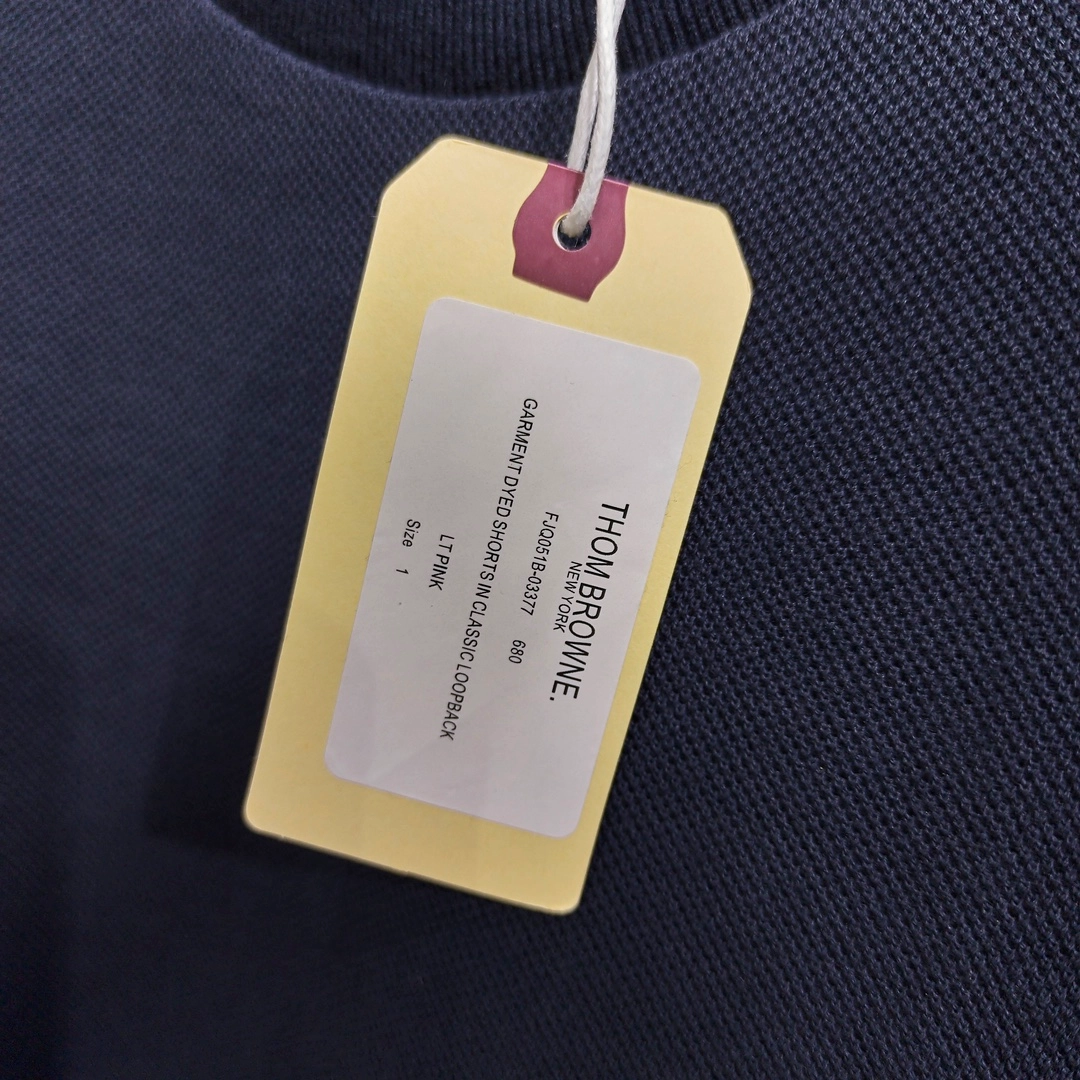 THOM BROWNE.
NEW YORK
FJQ051B-03377 680
GARMENT DYED SHORTS IN CLASSIC LOOPBACK
LT PINK
Size 1